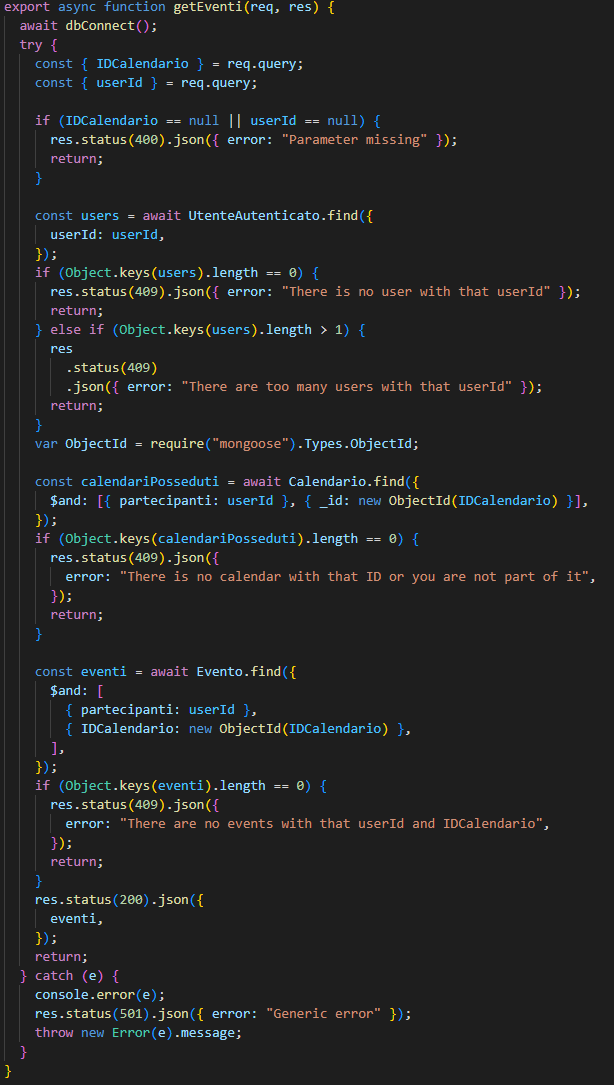 export async function getEventi(req, res) {
  await dbConnect();
  try {
    const { IDCalendario } = req.query;
    const { userId } = req.query;

    if (IDCalendario == null || userId == null) {
      res.status(400).json({ error: "Parameter missing" });
      return;
    }

    const users = await UtenteAutenticato.find({
      userId: userId,
    });
    if (Object.keys(users).length == 0) {
      res.status(409).json({ error: "There is no user with that userId" });
      return;
    } else if (Object.keys(users).length > 1) {
      res
        .status(409)
        .json({ error: "There are too many users with that userId" });
      return;
    }
    var ObjectId = require("mongoose").Types.ObjectId;

    const calendariPosseduti = await Calendario.find({
      $and: [{ partecipanti: userId }, { _id: new ObjectId(IDCalendario) }],
    });
    if (Object.keys(calendariPosseduti).length == 0) {
      res.status(409).json({
        error: "There is no calendar with that ID or you are not part of it",
      });
      return;
    }

    const eventi = await Evento.find({
      $and: [
        { partecipanti: userId },
        { IDCalendario: new ObjectId(IDCalendario) },
      ],
    });
    if (Object.keys(eventi).length == 0) {
      res.status(409).json({
        error: "There are no events with that userId and IDCalendario",
      });
      return;
    }
    res.status(200).json({
      eventi,
    });
    return;
  } catch (e) {
    console.error(e);
    res.status(501).json({ error: "Generic error" });
    throw new Error(e).message;
  }
}